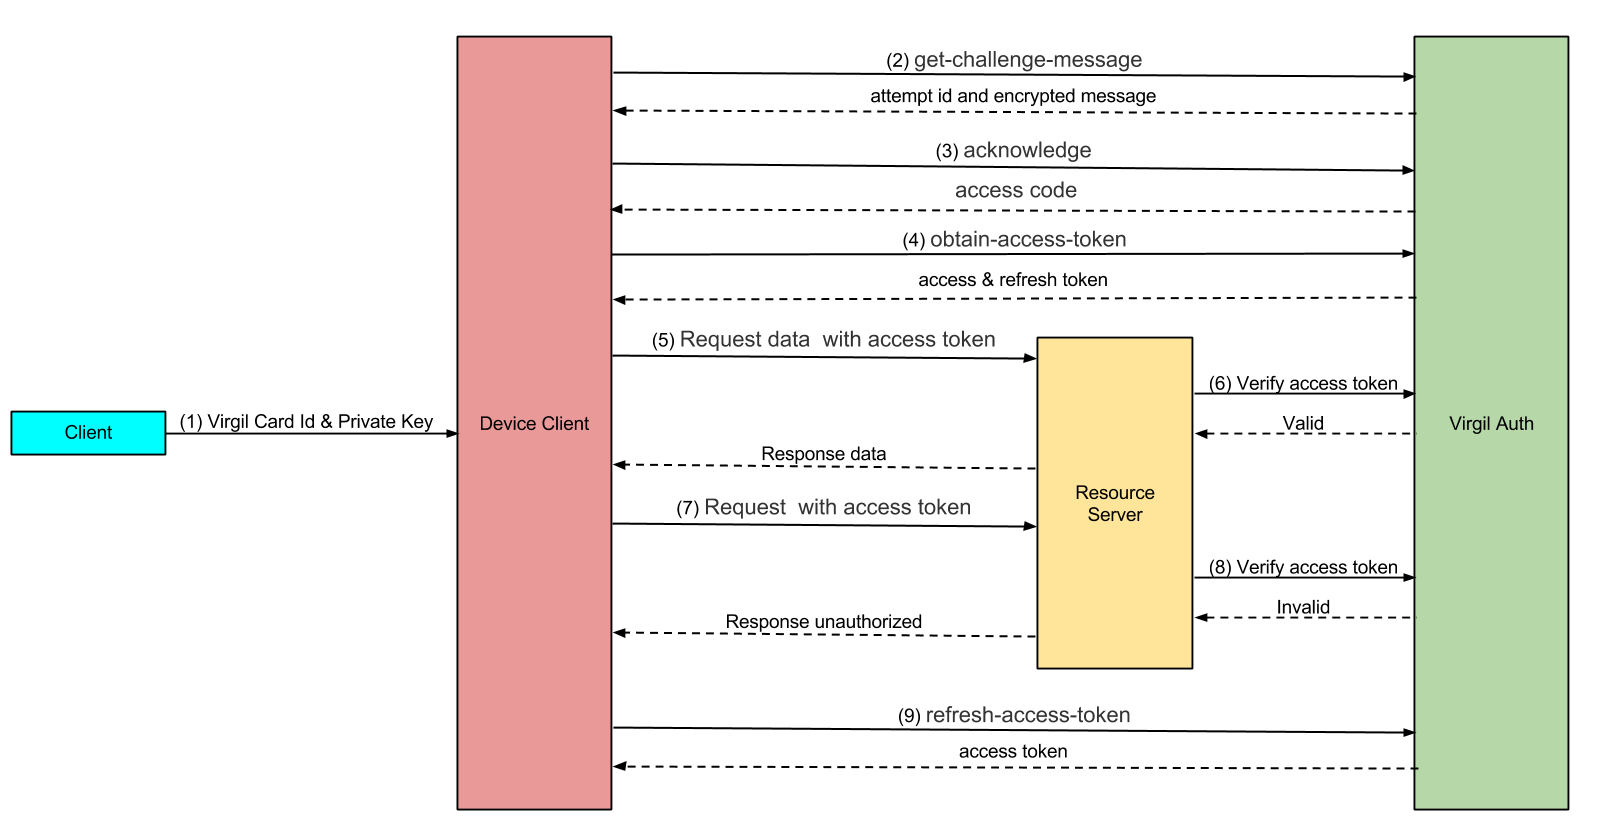 (2) get-challenge-message
attempt id and encrypted message
(3) acknowledge
access code
(4) obtain-access-token
access & refresh token
(5) Request data  with access token
(6) Verify access token
(1) Virgil Card Id & Private Key
Client
Device Client
Valid
Virgil Auth
Response data
Resource
Server
(7) Request  with access token
(8) Verify access token
Invalid
Response unauthorized
(9) refresh-access-token
access token